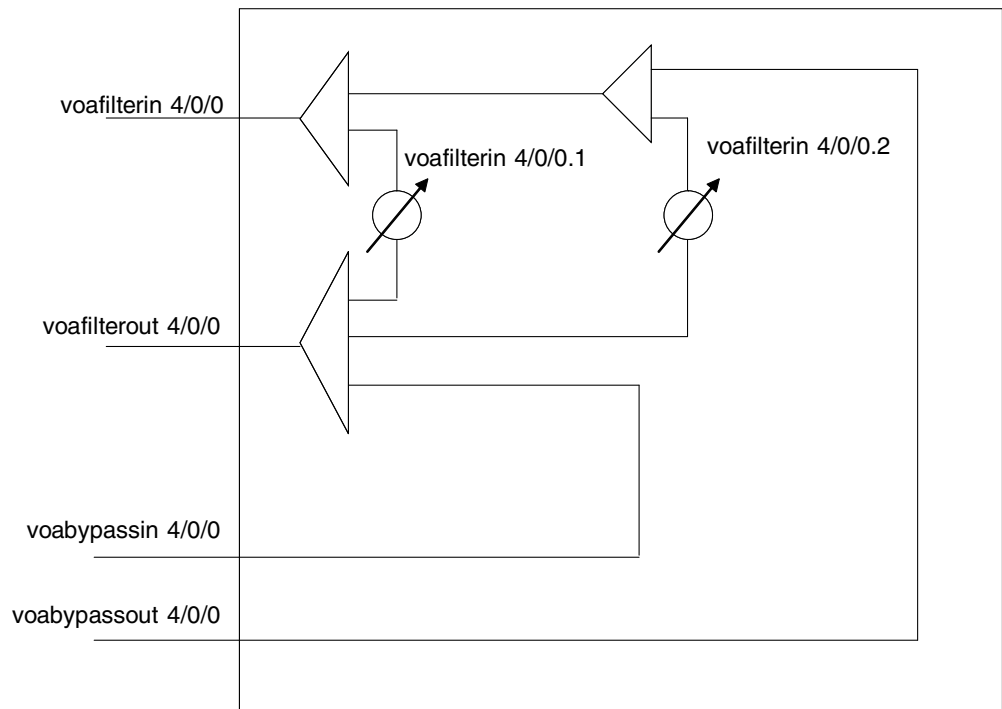 voafilterin 4/0/0
voafilterin 4/0/0.1
voafilterin 4/0/0.2
voafilterout 4/0/0
voabypassin 4/0/0
voabypassout 4/0/0